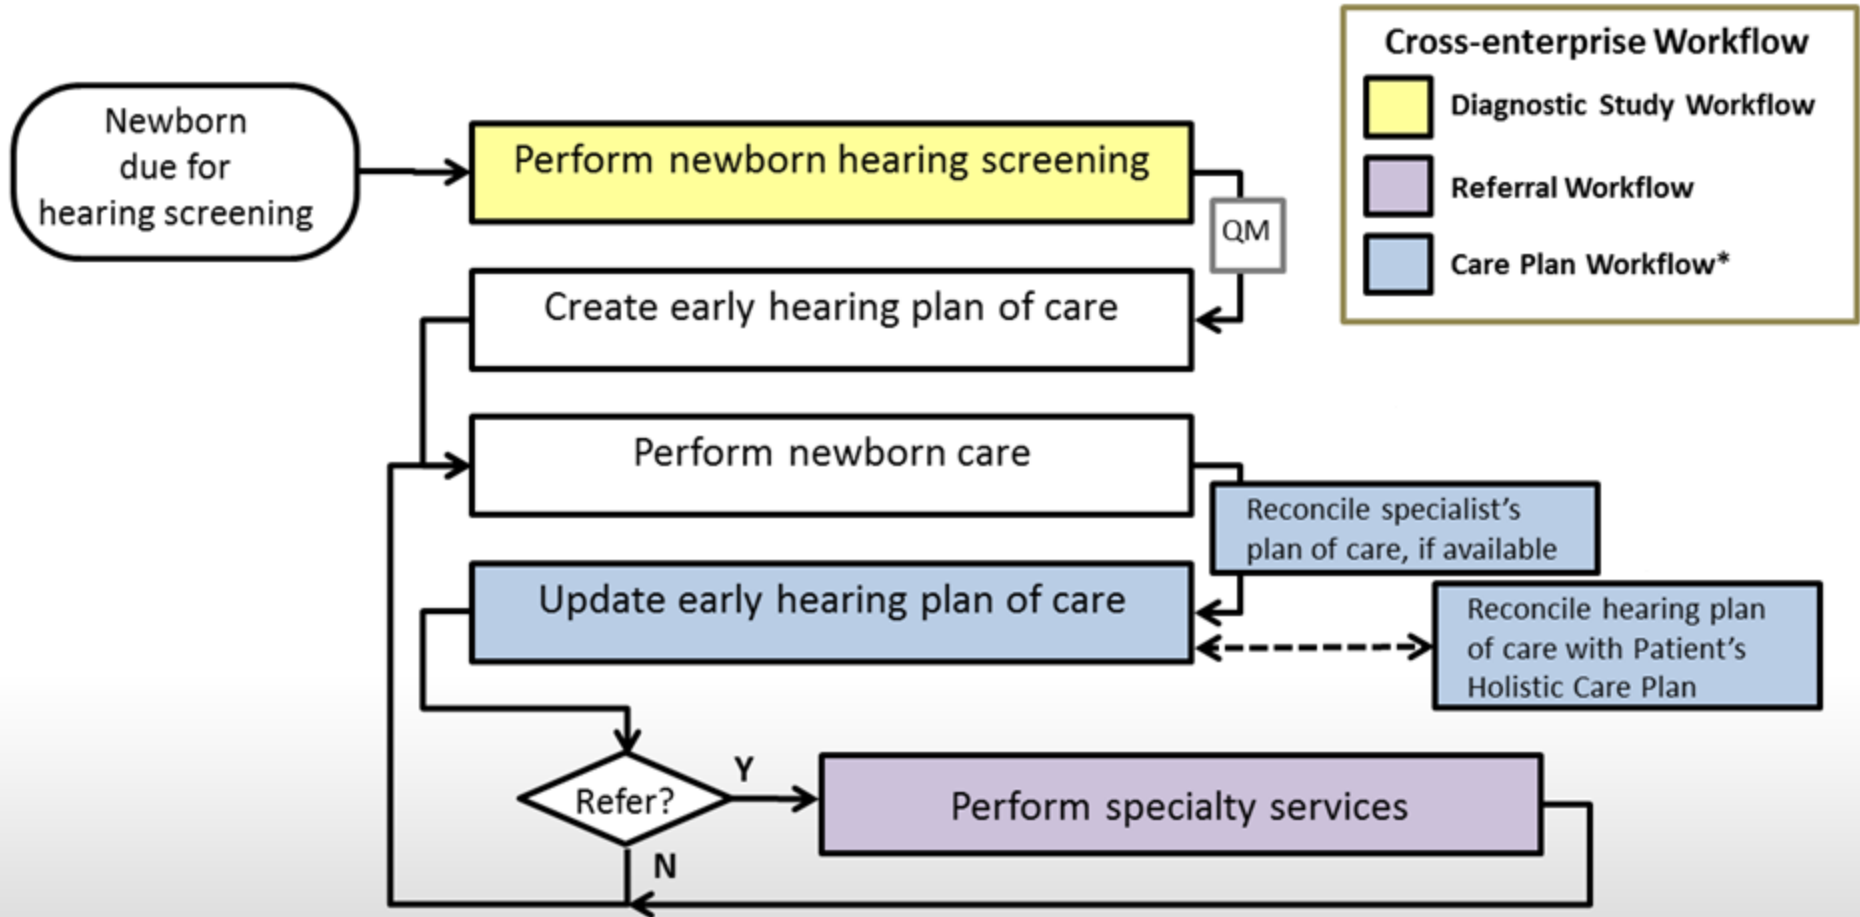 Newborn
due for
hearing screening
Perform newborn hearing screening
QM
Create early hearing plan of care
Perform newborn care
Reconcile specialist's
plan of care, if available
Update early hearing plan of care
Reconcile hearing plan
of care with Patient's
Holistic Care Plan
Refer?
Y
N
Perform specialty services
Cross-enterprise Workflow
Diagnostic Study Workflow
Referral Workflow
Care Plan Workflow*